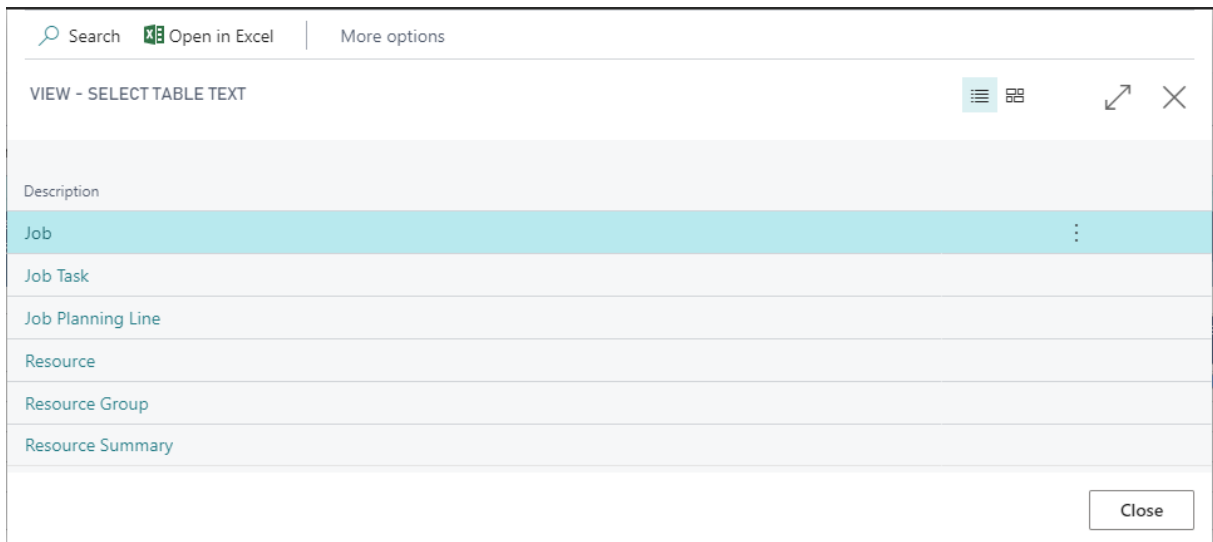 Search Open in Excel More options
VIEW - SELECT TABLE TEXT
Description
Job
Job Task
Job Planning Line
Resource
Resource Group
Resource Summary
Close